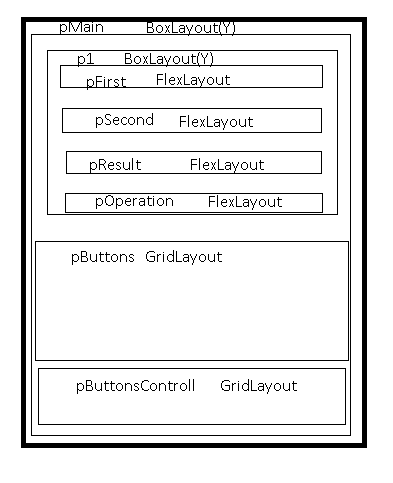 pMain BoxLayout(Y)
p1 BoxLayout(Y)
pFirst FlexLayout
pSecond FlexLayout
pResult FlexLayout
pOperation FlexLayout
pButtons GridLayout
pButtonsControll GridLayout